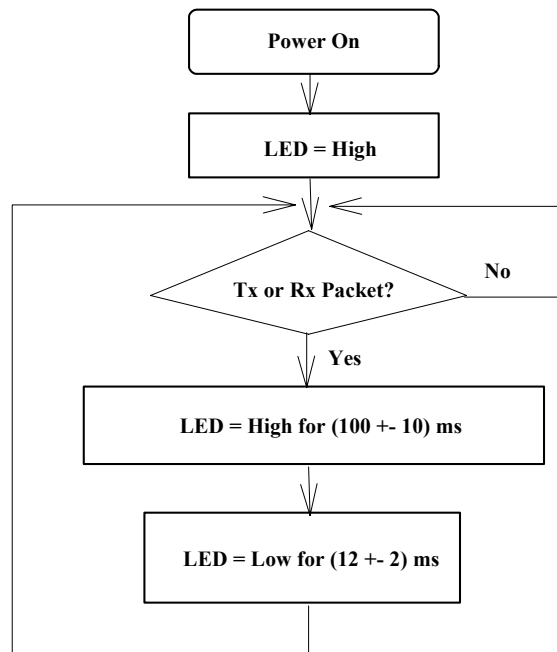 Power On
LED = High
Tx or Rx Packet?
No
Yes
LED = High for (100 +- 10) ms
LED = Low for (12 +- 2) ms